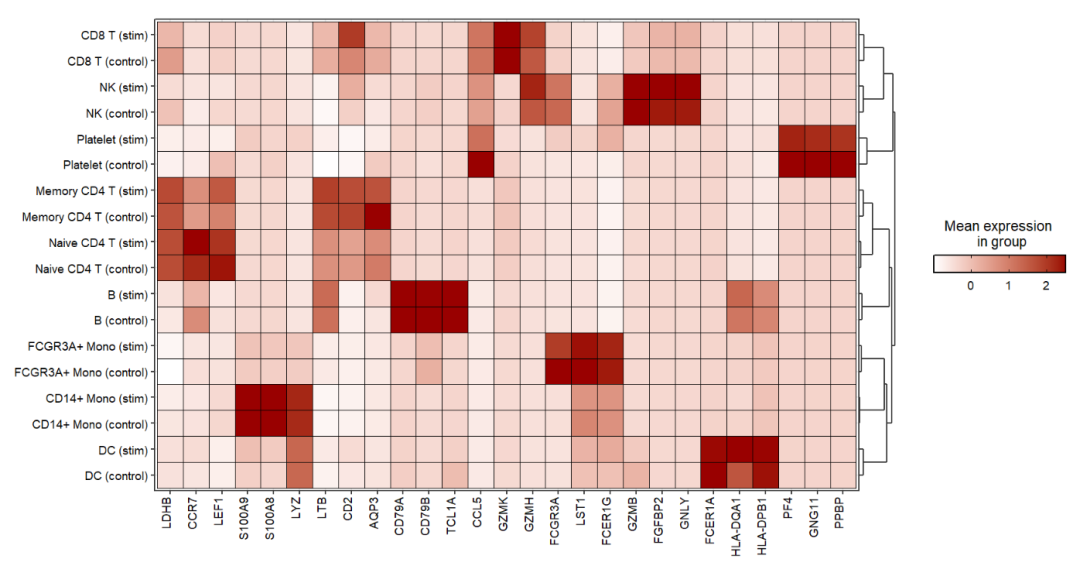 CD8 T (stim)
CD8 T (control)
NK (stim)
NK (control)
Platelet (stim)
Platelet (control)
Memory CD4 T (stim)
Memory CD4 T (control)
Naive CD4 T (stim)
Naive CD4 T (control)
B (stim)
B (control)
FCGR3A+ Mono (stim)
FCGR3A+ Mono (control)
CD14+ Mono (stim)
CD14+ Mono (control)
DC (stim)
DC (control)
LDHB
CCR7
LEF1
S100A9
S100A8
LYZ
LTB
CD2
AQP3
CD79A
CD79B
TCL1A
CCL5
GZMK
GZMH
FCGR3A
LST1
FCER1G
GZMB
FGFBP2
GNLY
FCER1A
HLA-DQA1
HLA-DPB1
PF4
GNG11
PPBP
Mean expression
in group
0 1 2